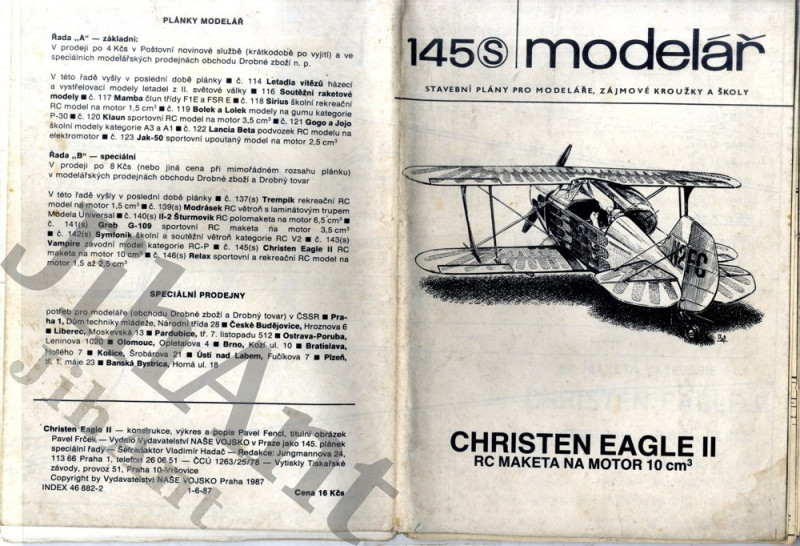 PLÁNKY MODELÁŘ
Řada „A" — základní:
V prodeji po 4 Kčs v Poštovní novinové službě (krátkodobě po vyjití) a ve
speciálních modelářských prodejnách obchodu Drobné zboží n. p.
V této řadě vyšly v poslední době plánky ■ č. 114 Letadla vítězů házecí
a vystřelovací modely letadel z II. světové války ■ 116 Soutěžní raketové
modely ■ č. 117 Mamba člun třídy F1E a FSR E ■ č. 118 Sirius školní rekreační
RC model na motor 1,5 cm³ ■ č. 119 Bolek a Lolek modely na gumu kategorie
P-30 ■ č. 120 Klaun sportovní RC model na motor 3,5 cm³ ■ č. 121 Gogo a Jojo
školní modely kategorie A3 a A1 ■ č. 122 Lancia Beta podvozek RC modelu na
elektromotor ■ č. 123 Jak-50 sportovní upoutaný model na motor 2,5 cm³
Řada „B" — speciální
V prodeji po 8 Kčs (nebo jiná cena při mimořádném rozsahu plánku)
v modelářských prodejnách obchodu Drobné zboží a Drobný tovar
V této řadě vyšly v poslední době plánky ■ č. 137(s) Trempík rekreační RC
model na motor 1,5 cm³ ■ č. 139(s) Modrásek RC větroň s laminátovým trupem
Modela Universal ■ č. 140(s) Il-2 Šturmovik RC polomaketa na motor 6,5 cm³ ■
č. 141(s) Grob G-109 sportovní RC maketa na motor 3,5 cm³
■ č. 142(s) Symfonik školní a soutěžní větroň kategorie RC V2 ■ č. 143(s)
Vampire závodní model kategorie RC-P ■ č. 145(s) Christen Eagle II RC
maketa na motor 10 cm³ ■ č. 146(s) Relax sportovní a rekreační RC model na
motor 1,5 až 2,5 cm³
SPECIÁLNÍ PRODEJNY
potřeb pro modeláře (obchodu Drobné zboží a Drobný tovar) v ČSSR ■ Pra-
ha 1, Dům techniky mládeže, Národní třída 28 ■ České Budějovice, Hroznova 6
■ Liberec, Moskevská 13 ■ Pardubice, tř. 7. listopadu 512 ■ Ostrava-Poruba,
Leninova 1020 ■ Olomouc, Opletalova 4 ■ Brno, Kozí ul. 10 ■ Bratislava,
Hollého 7 ■ Košice, Šrobárova 21 ■ Ústí nad Labem, Fučíkova 7 ■ Plzeň,
tř. 1. máje 23 ■ Banská Bystrica, Horná ul. 18
Christen Eagle II — konstrukce, výkres a popis Pavel Fencl, titulní obrázek
Pavel Frček — Vydalo Vydavatelství NAŠE VOJSKO v Praze jako 145. plánek
speciální řady — Šéfredaktor Vladimír Hadač — Redakce: Jungmannova 24,
113 66 Praha 1, telefon 26 06 51 — ČCÚ 1263/25/78 — Vytiskly Tiskařské
závody, provoz 51, Praha 10-Vršovice
Copyright by Vydavatelství NAŠE VOJSKO Praha 1987
INDEX 46 882-2 1-6-87 Cena 16 Kčs
JihAnt
JihAnt
145 S modelář
STAVEBNÍ PLÁNY PRO MODELÁŘE, ZÁJMOVÉ KROUŽKY A ŠKOLY
N2FC
CHRISTEN EAGLE II
RC MAKETA NA MOTOR 10 cm³